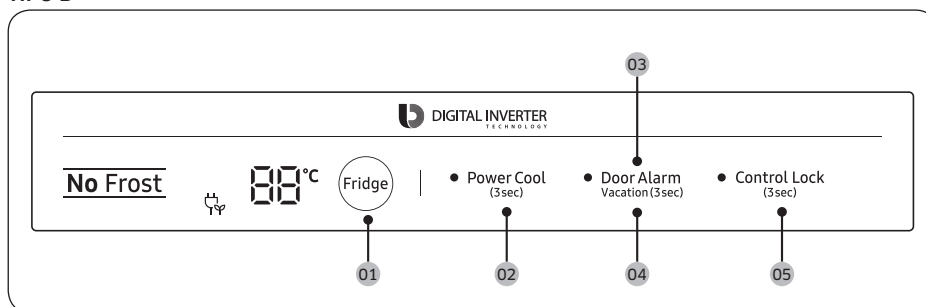 03
DIGITAL INVERTER
TECHNOLOGY
No Frost
88°C
Fridge
Power Cool
(3sec)
Door Alarm
Vacation (3sec)
Control Lock
(3sec)
01
02
04
05